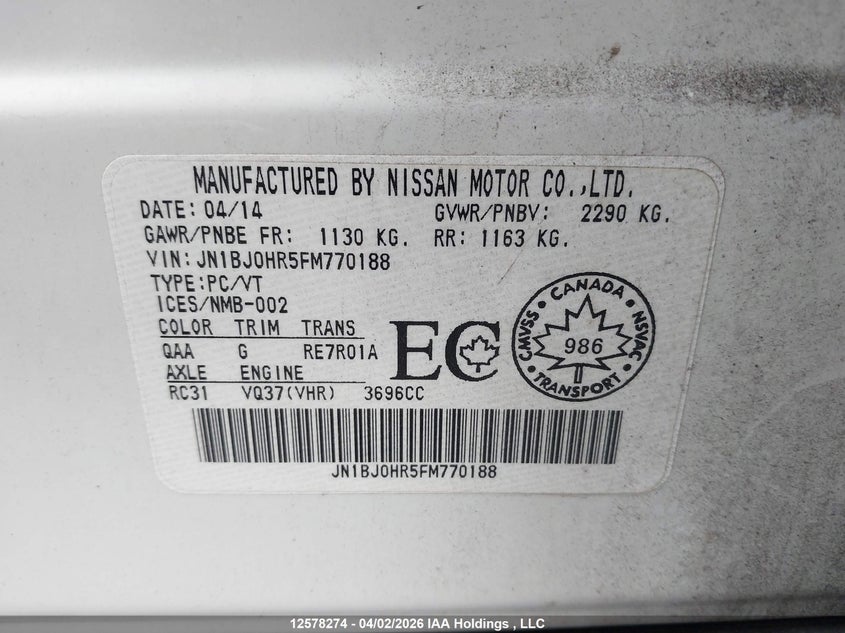 MANUFACTURED BY NISSAN MOTOR CO.,LTD.
DATE: 04/14 GVWR/PNBV: 2290 KG.
GAWR/PNBE FR: 1130 KG. RR: 1163 KG.
VIN: JN1BJ0HR5FM770188
TYPE:PC/VT
ICES/NMB-002
COLOR TRIM TRANS
QAA G RE7R01A
AXLE ENGINE
RC31 VQ37(VHR) 3696CC
EC
CANADA
CMVSS
NSVAC
986
TRANSPORT
JN1BJ0HR5FM770188
12578274 - 04/02/2026 IAA Holdings , LLC